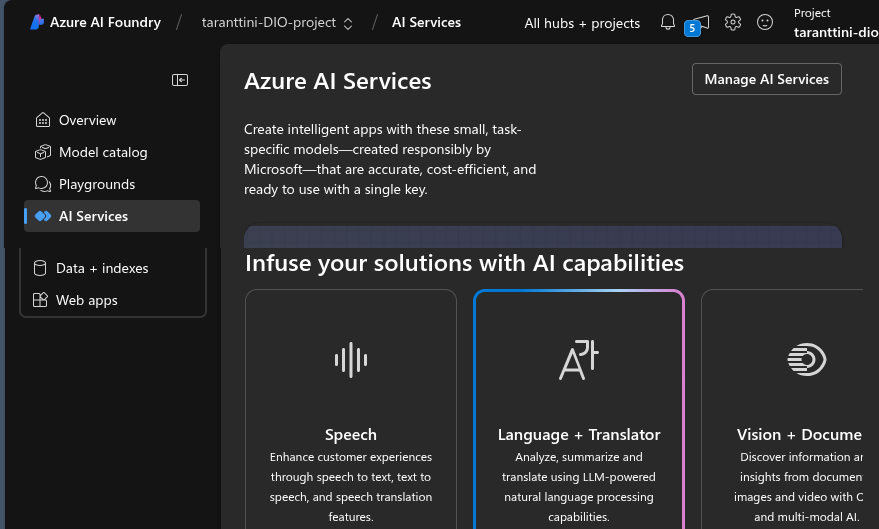 Azure AI Foundry / taranttini-DIO-project / AI Services All hubs + projects 5 Project
taranttini-dio
Azure AI Services
Manage AI Services
Overview
Model catalog
Playgrounds
AI Services
Data + indexes
Web apps
Create intelligent apps with these small, task-
specific models—created responsibly by
Microsoft—that are accurate, cost-efficient, and
ready to use with a single key.
Infuse your solutions with AI capabilities
Speech
Enhance customer experiences
through speech to text, text to
speech, and speech translation
features.
Language + Translator
Analyze, summarize and
translate using LLM-powered
natural language processing
capabilities.
Vision + Docume
Discover information ar
insights from documen
images and video with O
and multi-modal AI.